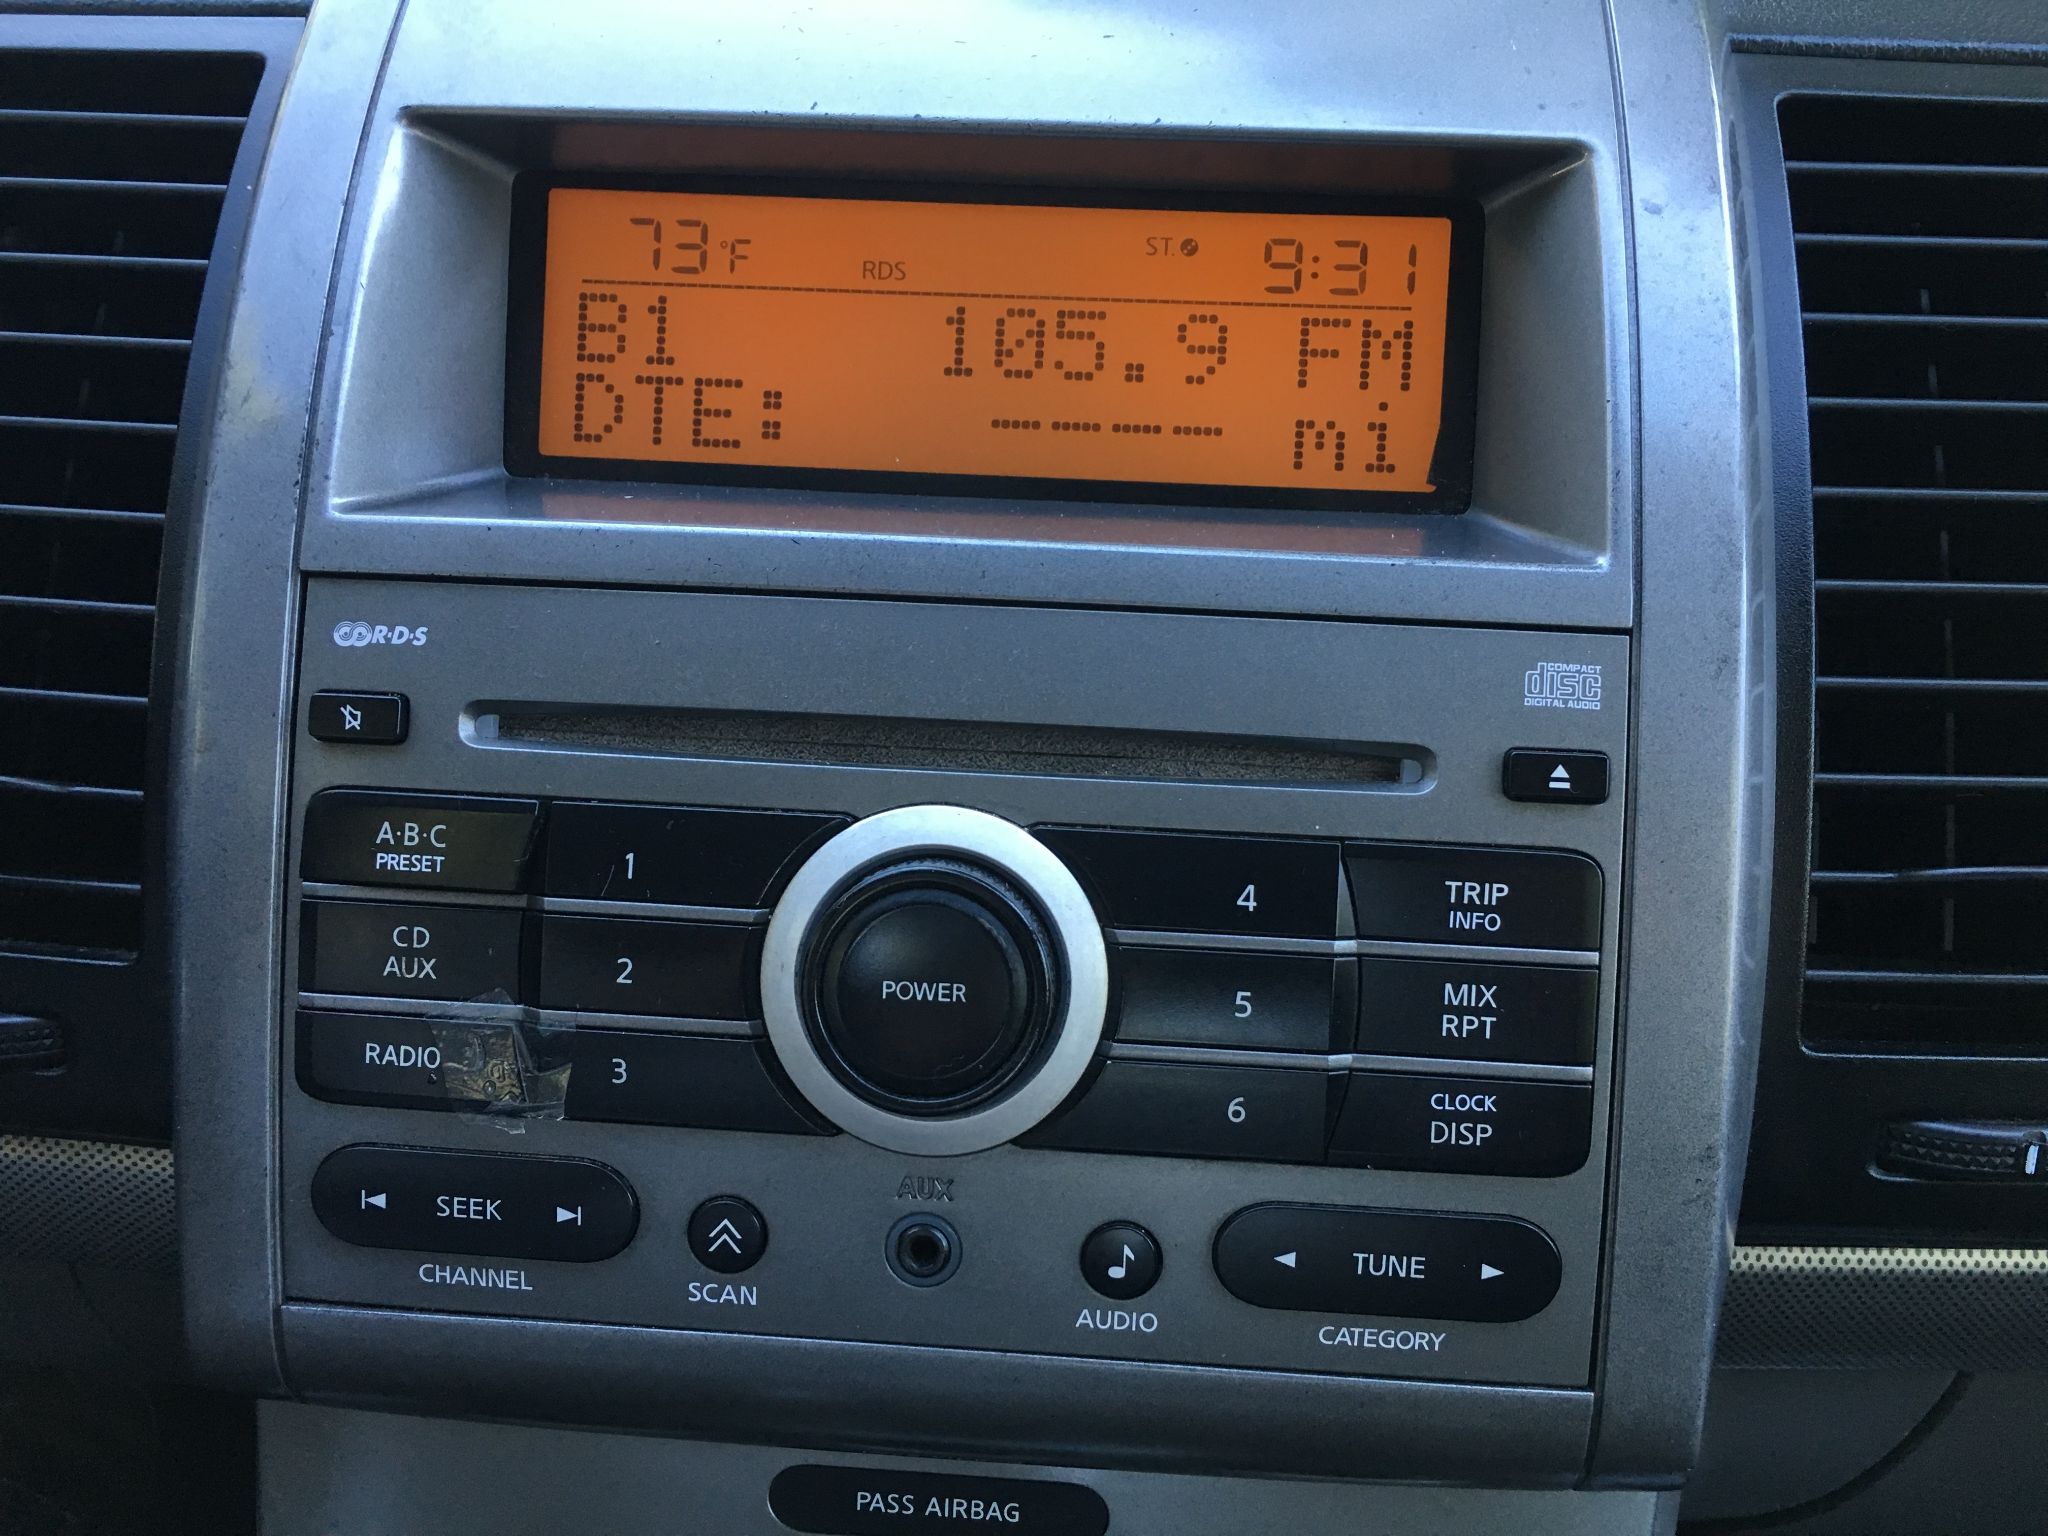 73°F RDS ST. 9:31
B1 105.9 FM
DTE: ---- mi
R·D·S
COMPACT
disc
DIGITAL AUDIO
A·B·C
PRESET
1
4
TRIP
INFO
CD
AUX
2
POWER
5
MIX
RPT
RADIO
3
6
CLOCK
DISP
SEEK
CHANNEL
SCAN
AUX
AUDIO
TUNE
CATEGORY
PASS AIRBAG